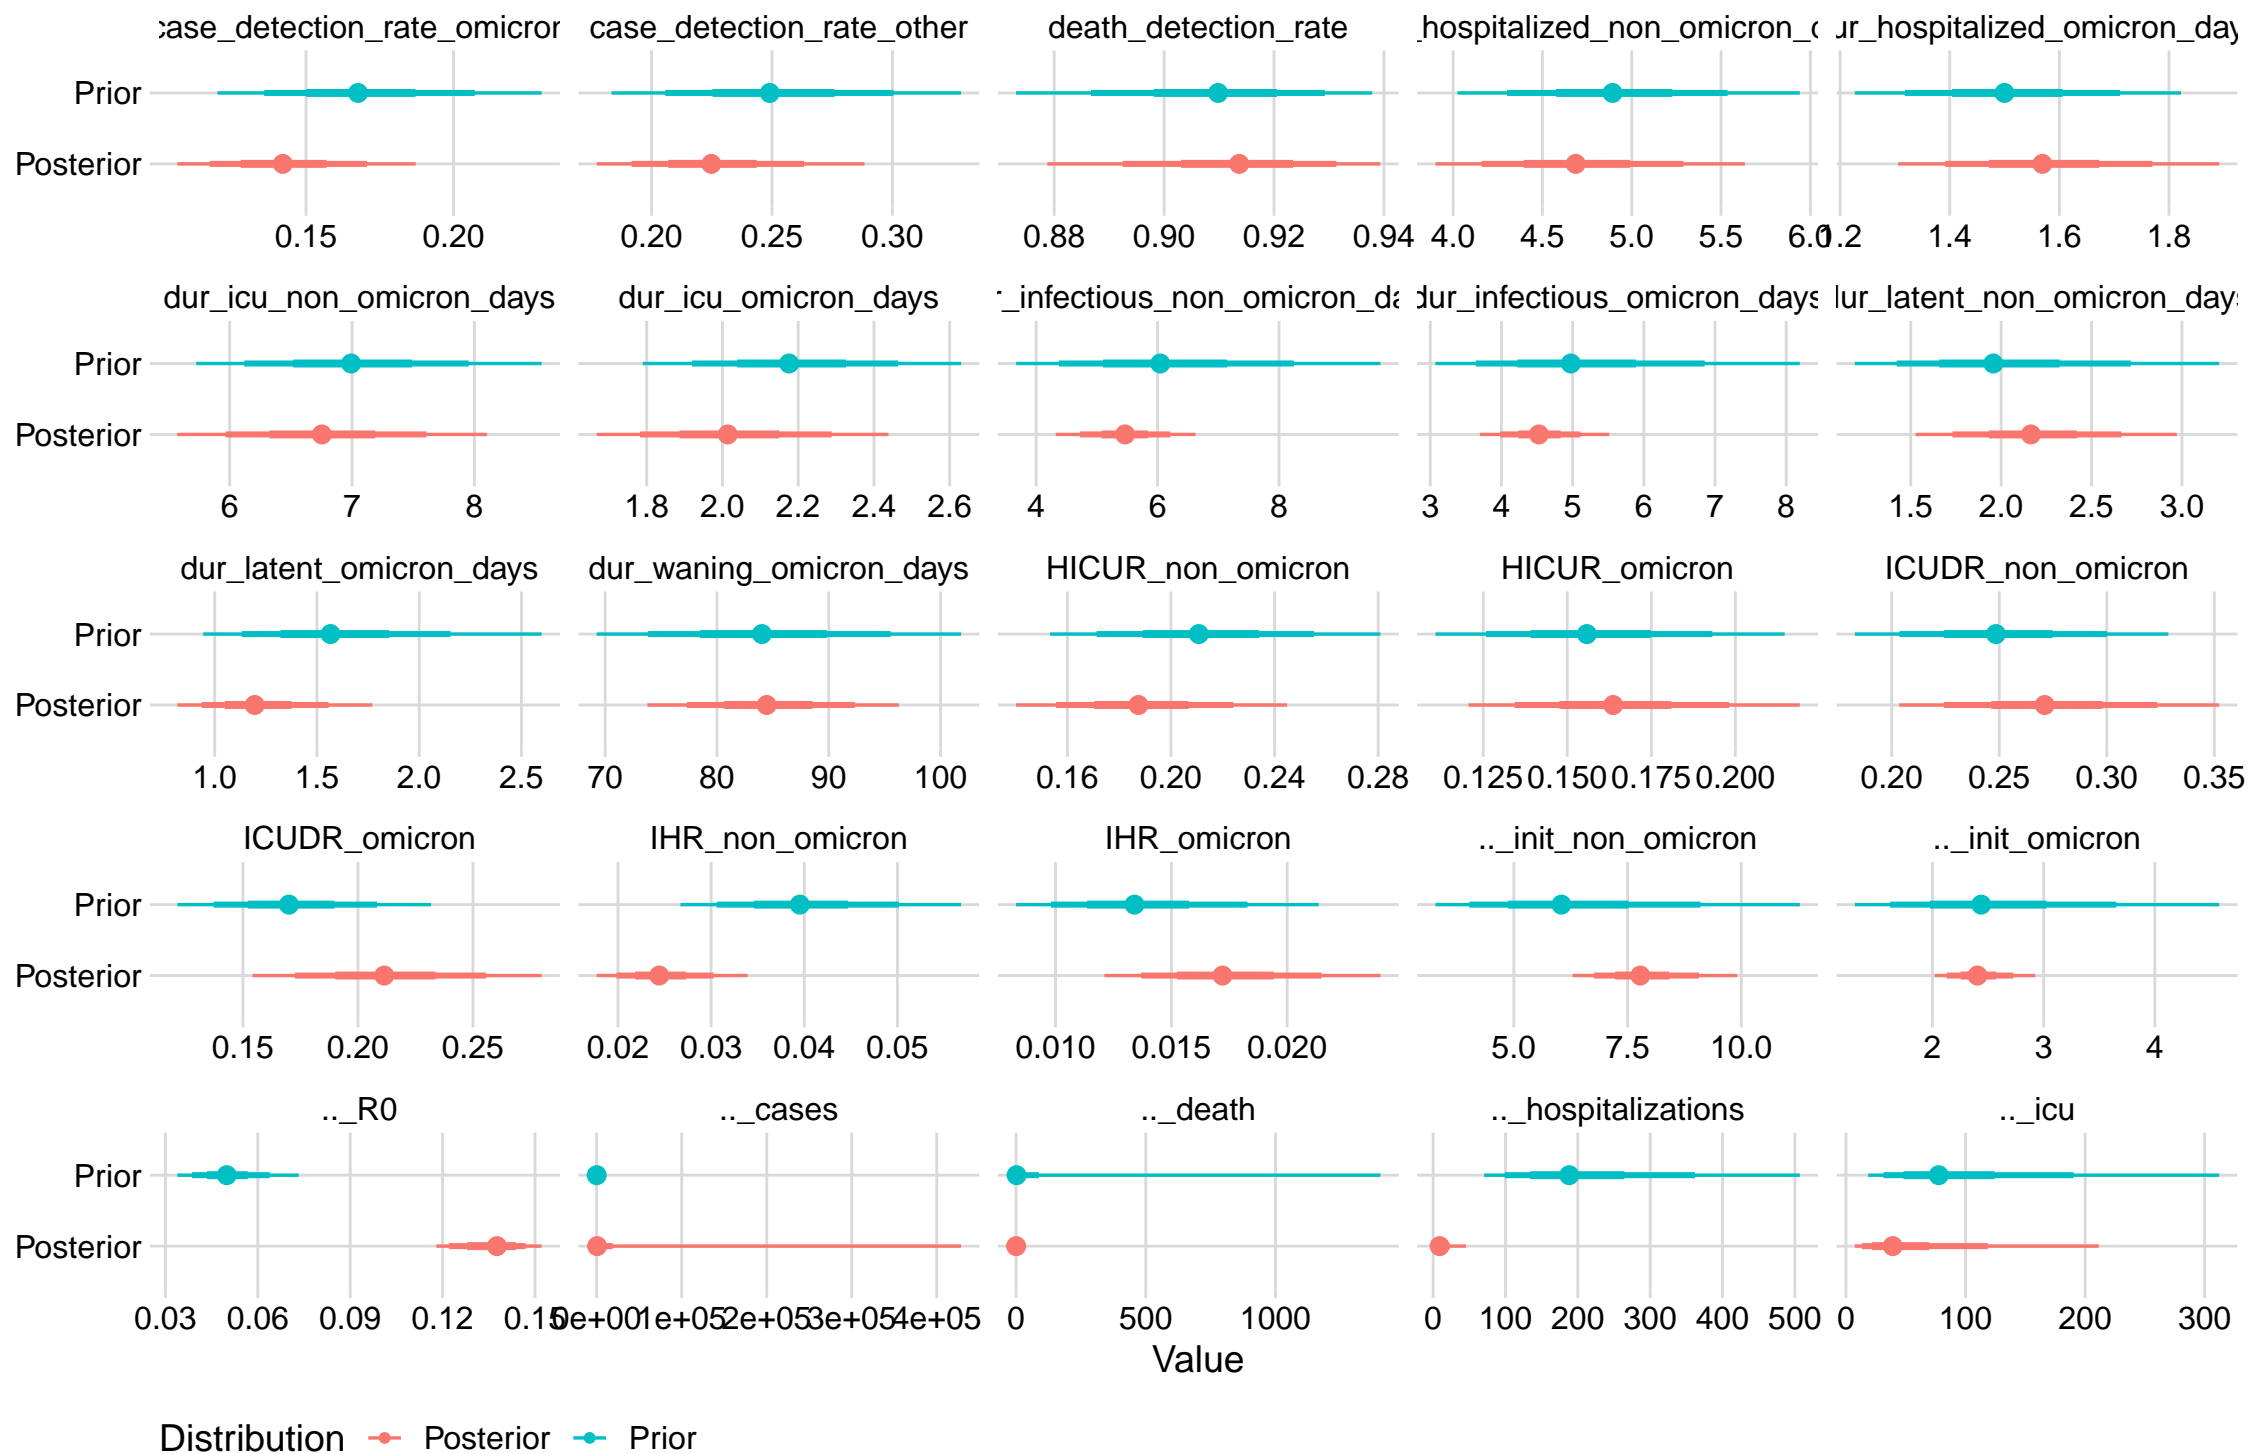 case_detection_rate_omicron case_detection_rate_other death_detection_rate _hospitalized_non_omicron_ ur_hospitalized_omicron_day
Prior
Posterior
0.15 0.20 0.20 0.25 0.30 0.88 0.90 0.92 0.94 4.0 4.5 5.0 5.5 6.0 1.2 1.4 1.6 1.8
dur_icu_non_omicron_days dur_icu_omicron_days r_infectious_non_omicron_da dur_infectious_omicron_days dur_latent_non_omicron_days
Prior
Posterior
6 7 8 1.8 2.0 2.2 2.4 2.6 4 6 8 3 4 5 6 7 8 1.5 2.0 2.5 3.0
dur_latent_omicron_days dur_waning_omicron_days HICUR_non_omicron HICUR_omicron ICUDR_non_omicron
Prior
Posterior
1.0 1.5 2.0 2.5 70 80 90 100 0.16 0.20 0.24 0.28 0.125 0.150 0.175 0.200 0.20 0.25 0.30 0.35
ICUDR_omicron IHR_non_omicron IHR_omicron .._init_non_omicron .._init_omicron
Prior
Posterior
0.15 0.20 0.25 0.02 0.03 0.04 0.05 0.010 0.015 0.020 5.0 7.5 10.0 2 3 4
.._R0 .._cases .._death .._hospitalizations .._icu
Prior
Posterior
0.03 0.06 0.09 0.12 0.15 0e+00 1e+05 2e+05 3e+05 4e+05 0 500 1000 0 100 200 300 400 500 0 100 200 300
Value
Distribution Posterior Prior